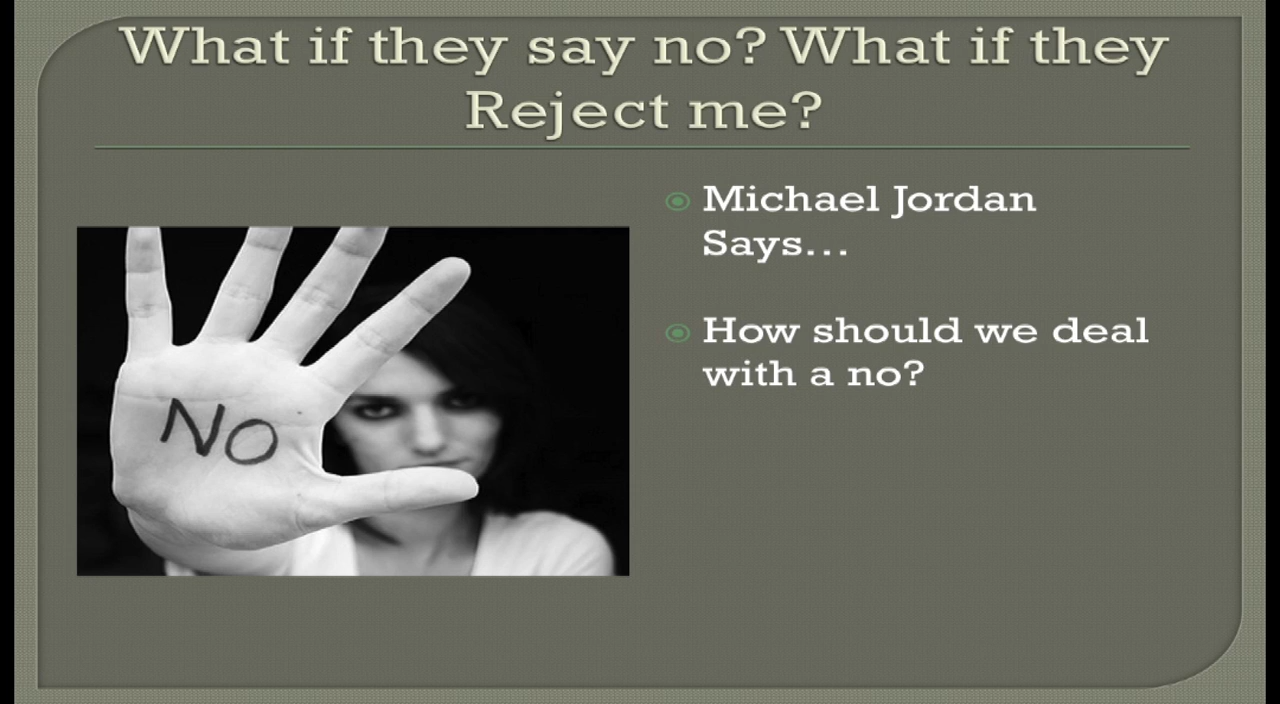 What if they say no? What if they
Reject me?
NO
Michael Jordan
Says...
How should we deal
with a no?